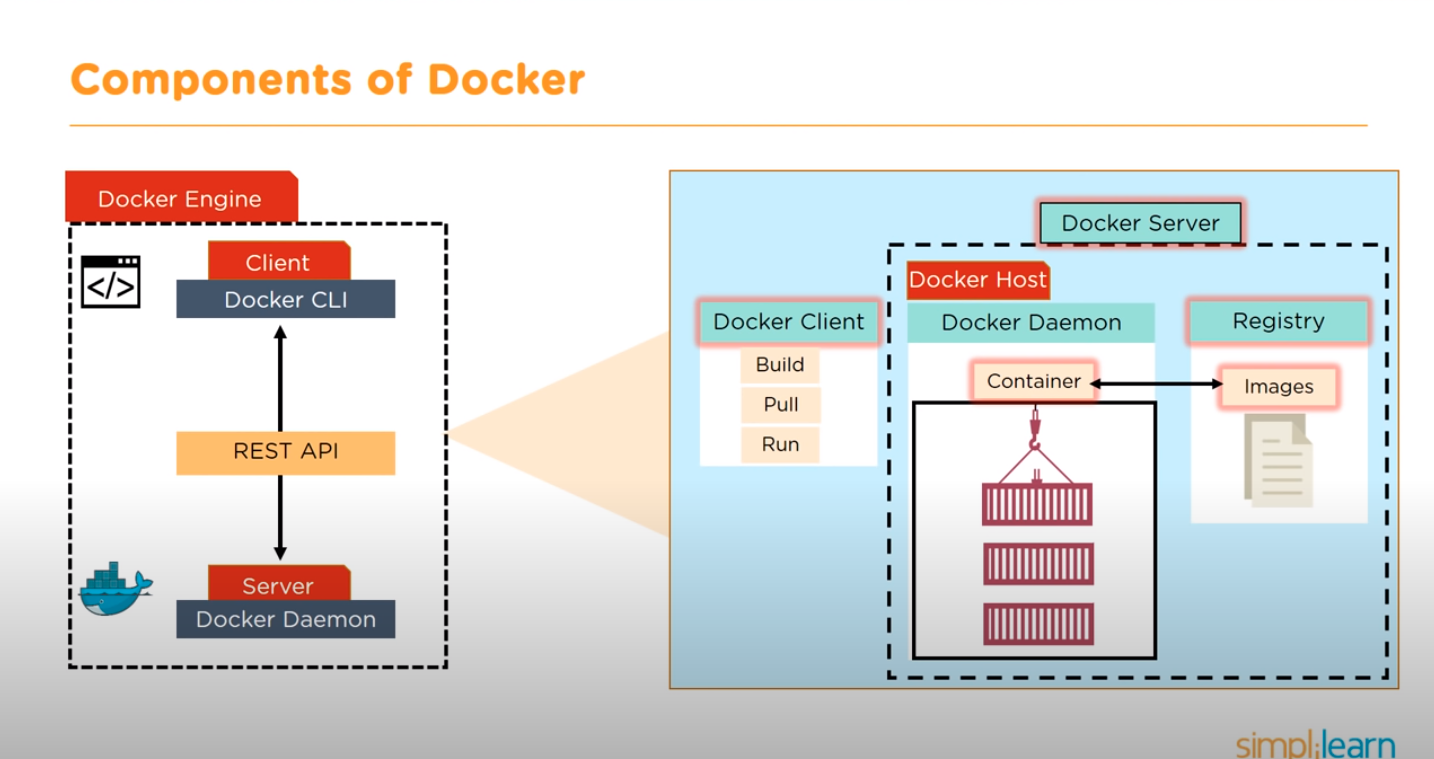 Components of Docker
Docker Engine
</>
Client
Docker CLI
REST API
Server
Docker Daemon
Docker Server
Docker Host
Docker Client
Build
Pull
Run
Docker Daemon
Container
Registry
Images
simplilearn